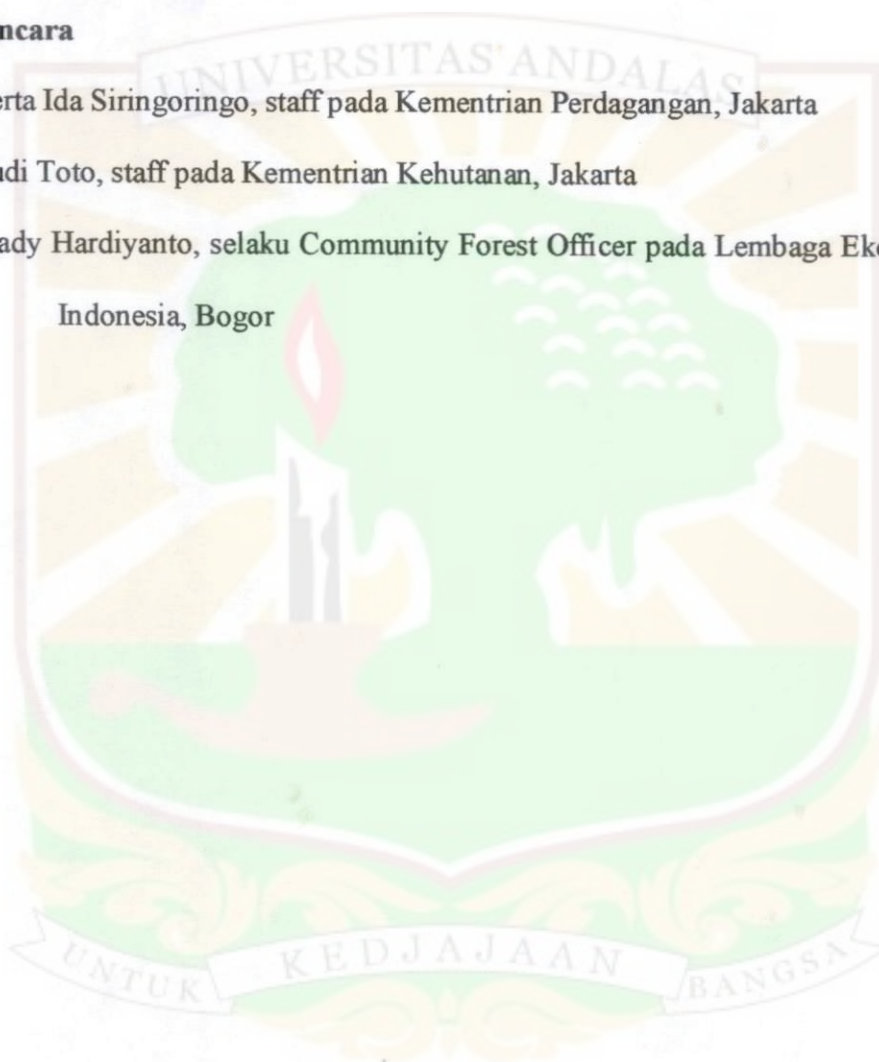 ncara
UNIVERSITAS ANDALAS
erta Ida Siringoringo, staff pada Kementrian Perdagangan, Jakarta
di Toto, staff pada Kementrian Kehutanan, Jakarta
ady Hardiyanto, selaku Community Forest Officer pada Lembaga Eko
Indonesia, Bogor
UNTUK KEDJAJAAN BANGSA